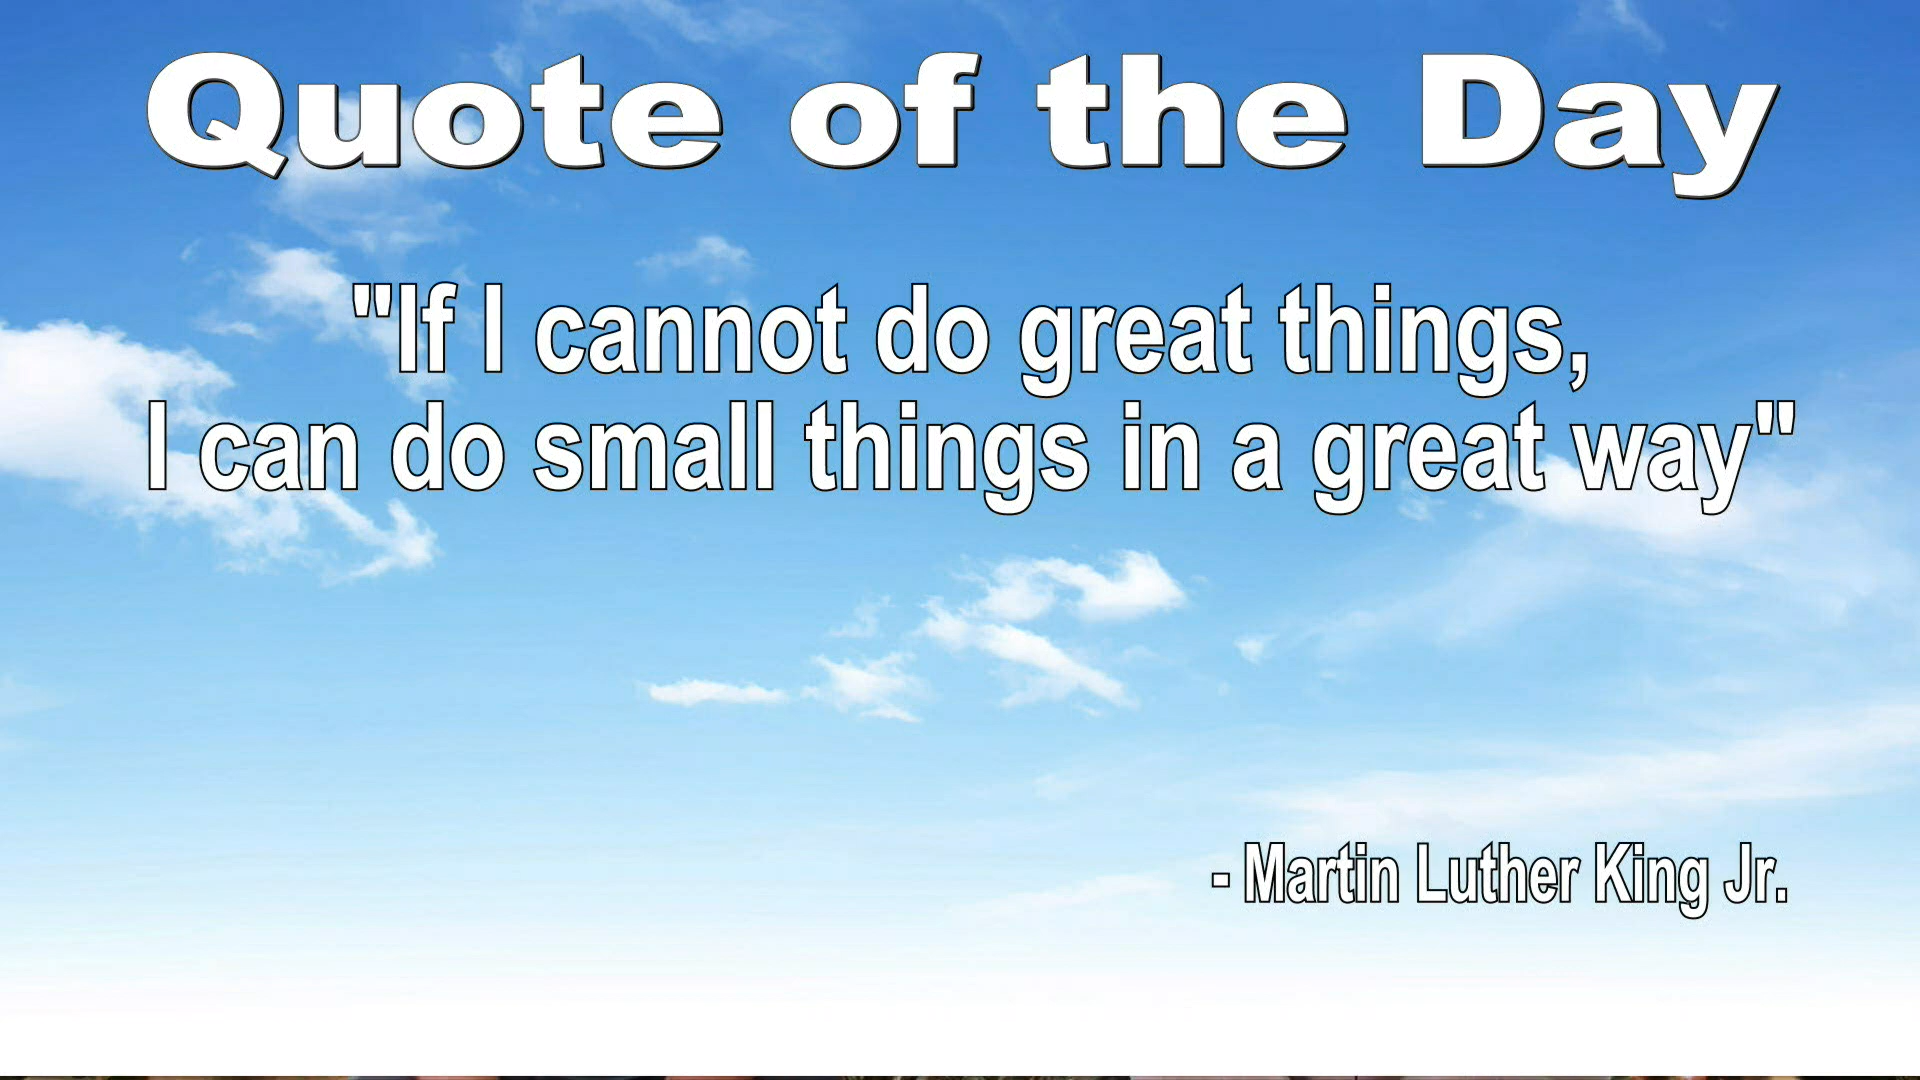 Quote of the Day
"If I cannot do great things,
I can do small things in a great way"
- Martin Luther King Jr.